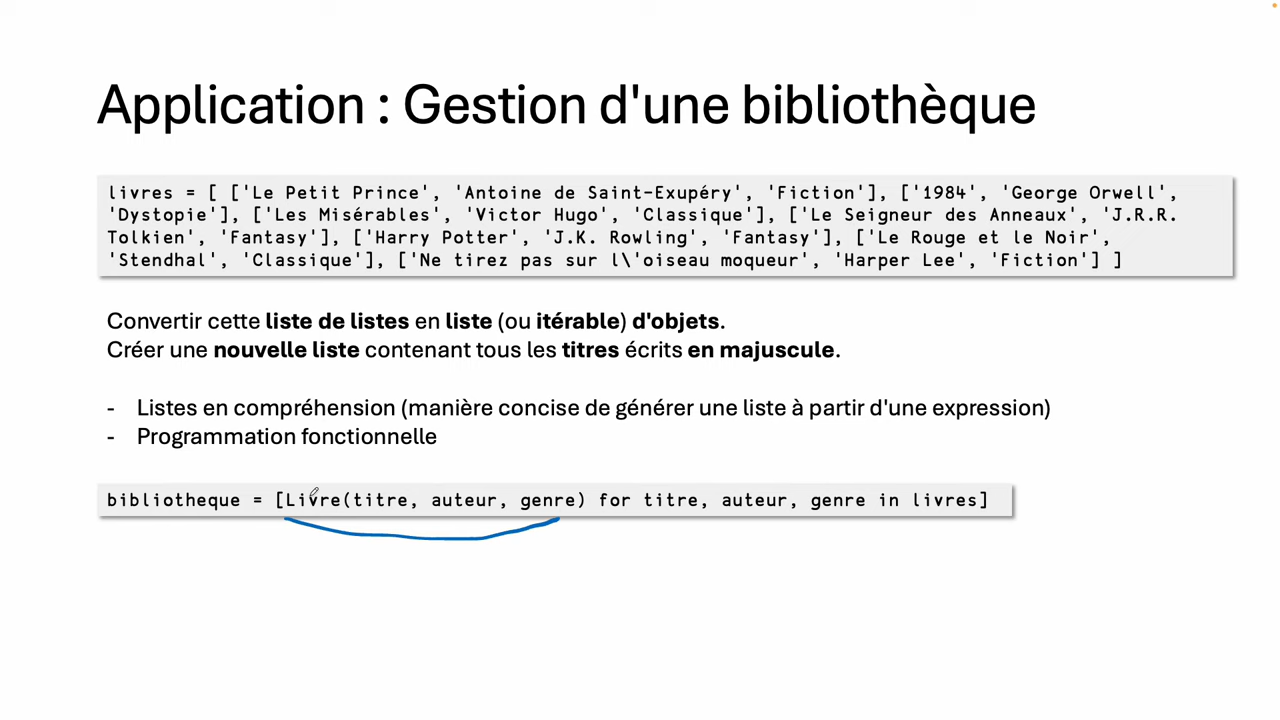 Application : Gestion d'une bibliothèque
livres = [ ['Le Petit Prince', 'Antoine de Saint-Exupéry', 'Fiction'], ['1984', 'George Orwell',
'Dystopie'], ['Les Misérables', 'Victor Hugo', 'Classique'], ['Le Seigneur des Anneaux', 'J.R.R.
Tolkien', 'Fantasy'], ['Harry Potter', 'J.K. Rowling', 'Fantasy'], ['Le Rouge et le Noir',
'Stendhal', 'Classique'], ['Ne tirez pas sur l\'oiseau moqueur', 'Harper Lee', 'Fiction'] ]
Convertir cette liste de listes en liste (ou itérable) d'objets.
Créer une nouvelle liste contenant tous les titres écrits en majuscule.
- Listes en compréhension (manière concise de générer une liste à partir d'une expression)
- Programmation fonctionnelle
bibliotheque = [Livre(titre, auteur, genre) for titre, auteur, genre in livres]